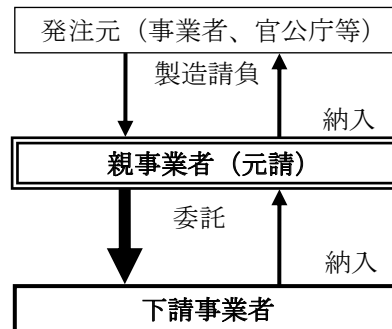 発注元（事業者、官公庁等）
製造請負
納入
親事業者（元請）
委託
納入
下請事業者